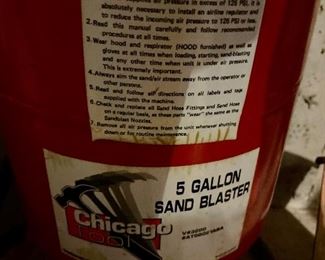 supplies air pressure in excess of 125 PSI, it is
absolutely necessary to install an airline regulator and
to reduce the incoming air pressure to 125 PSI or less.
2. Read this manual carefully and follow recommended
procedures at all times.
3. Wear hood and respirator (HOOD furnished) as well as
gloves at all times when loading, starting, sand-blasting
and any other time when unit is under air pressure.
This is extremely important.
4. Always aim the sand/air stream away from the operator or
other persons.
5. Read and follow all directions on all labels and tags
supplied with the machine.
6. Check and replace all Sand Hose Fittings and Sand Hose
on a regular basis, as these parts "wear" the same as the
Sandblast Nozzles.
7. Remove all air pressure from the unit whenever shutting
down or for routine maintenance.
5 GALLON
SAND BLASTER
Chicago
TOOL